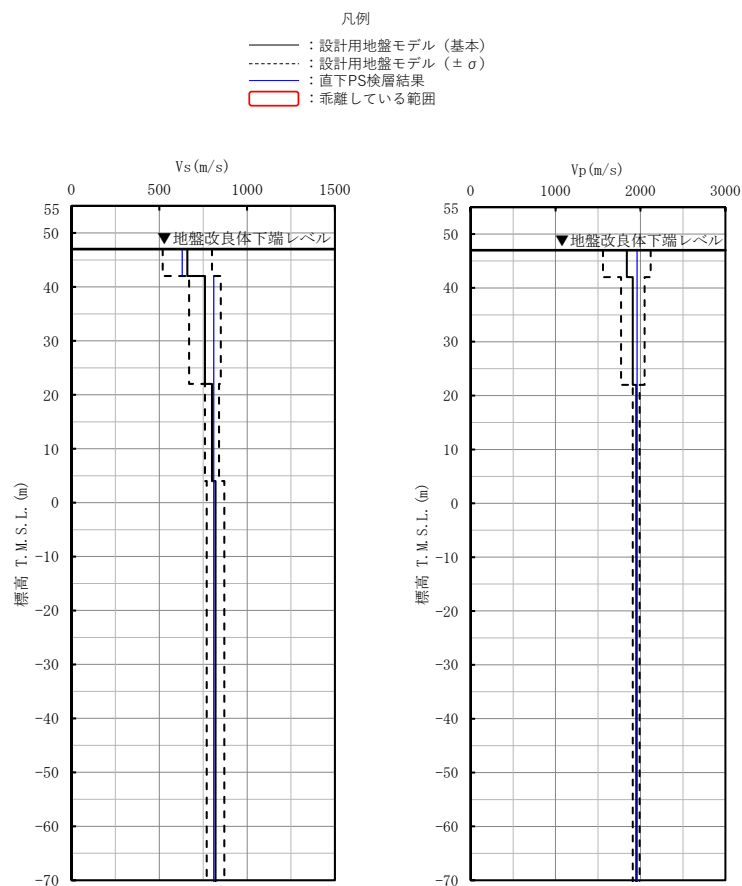 凡例
：設計用地盤モデル（基本）
：設計用地盤モデル（±σ）
：直下PS検層結果
：乖離している範囲
Vs(m/s)
0 500 1000 1500
55
50
40
30
20
10
0
-10
-20
-30
-40
-50
-60
-70
標高 T.M.S.L.(m)
▼地盤改良体下端レベル
Vp(m/s)
0 1000 2000 3000
55
50
40
30
20
10
0
-10
-20
-30
-40
-50
-60
-70
標高 T.M.S.L.(m)
▼地盤改良体下端レベル